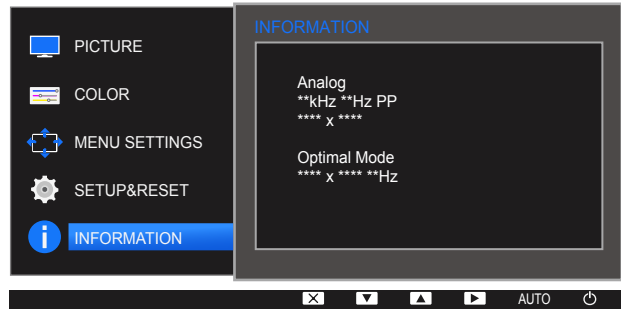 PICTURE
COLOR
MENU SETTINGS
SETUP&RESET
INFORMATION
INFORMATION
Analog
**kHz **Hz PP
**** x ****
Optimal Mode
**** x **** **Hz
AUTO